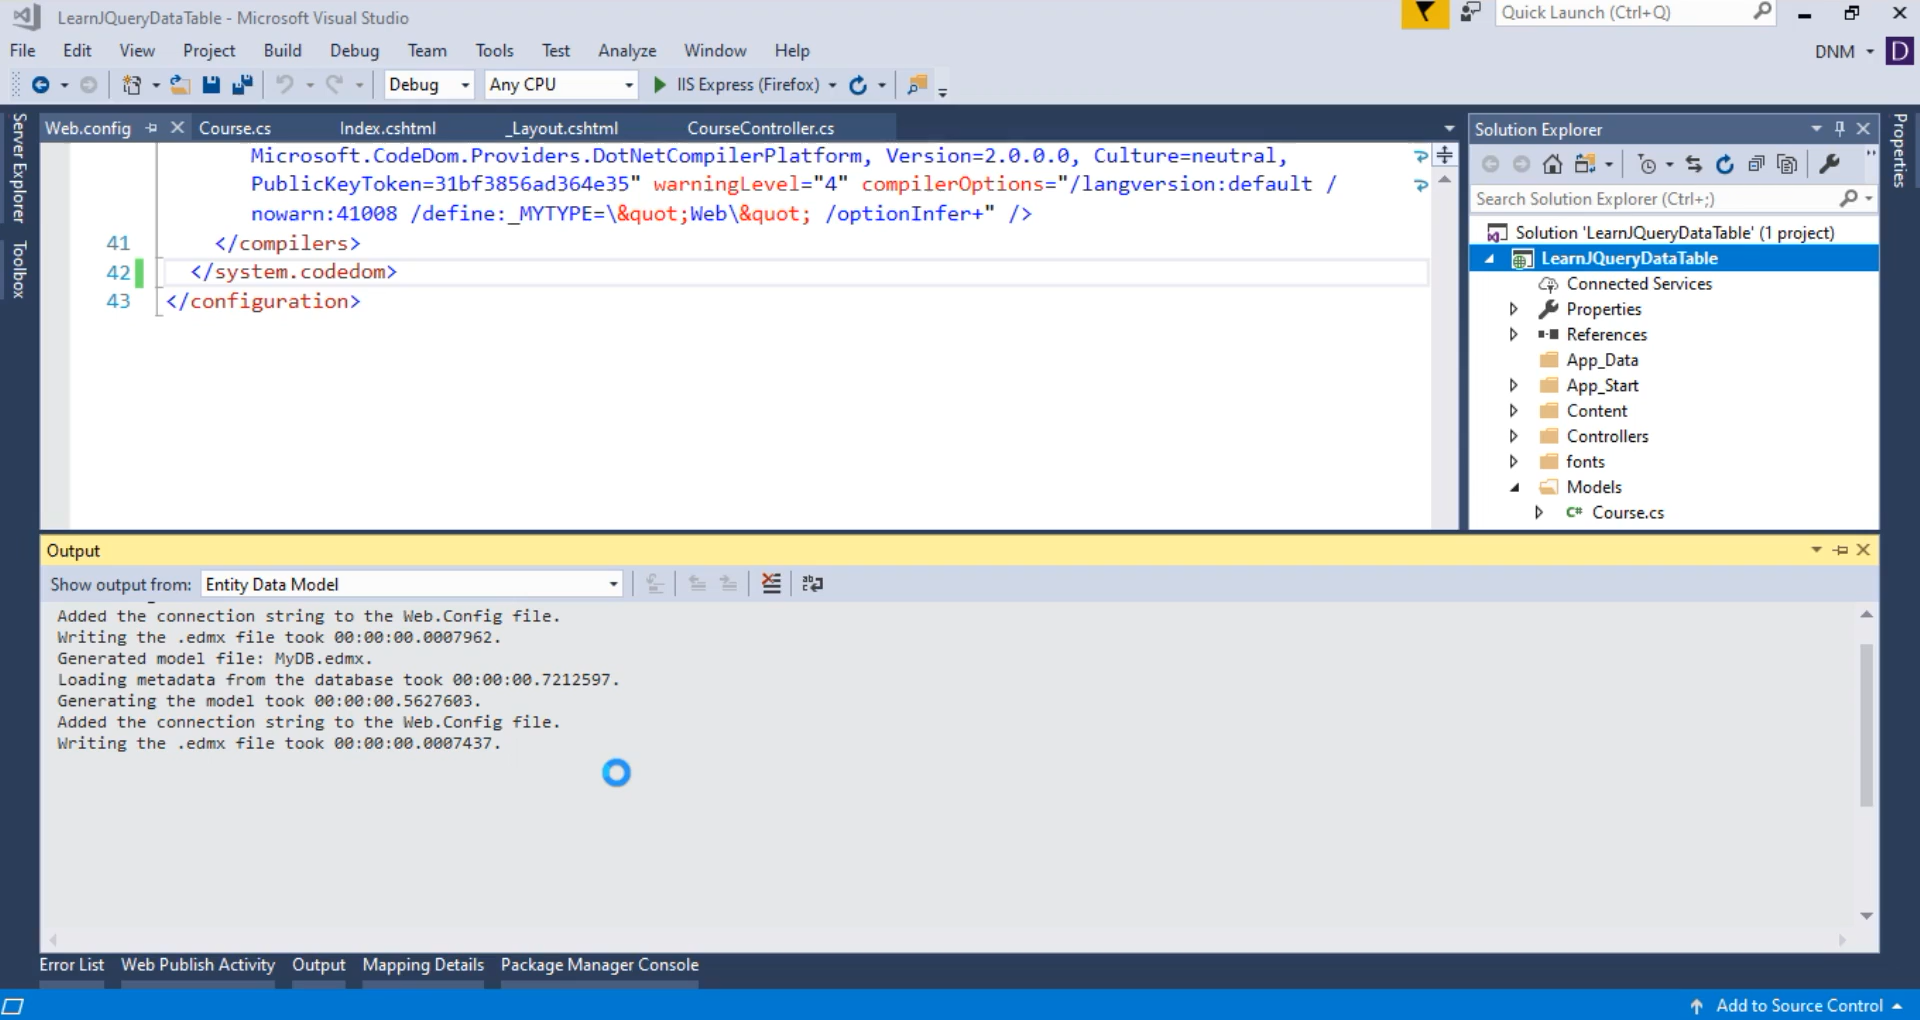 LearnJQueryDataTable - Microsoft Visual Studio
Quick Launch (Ctrl+Q)
File Edit View Project Build Debug Team Tools Test Analyze Window Help
DNM D
Debug Any CPU IIS Express (Firefox)
Server Explorer
Toolbox
Web.config Course.cs Index.cshtml _Layout.cshtml CourseController.cs
Microsoft.CodeDom.Providers.DotNetCompilerPlatform, Version=2.0.0.0, Culture=neutral,
PublicKeyToken=31bf3856ad364e35" warningLevel="4" compilerOptions="/langversion:default /
nowarn:41008 /define:_MYTYPE=\&quot;Web\&quot; /optionInfer+" />
41 </compilers>
42 </system.codedom>
43 </configuration>
Solution Explorer
Search Solution Explorer (Ctrl+;)
Solution 'LearnJQueryDataTable' (1 project)
LearnJQueryDataTable
Connected Services
Properties
References
App_Data
App_Start
Content
Controllers
fonts
Models
C# Course.cs
Properties
Output
Show output from: Entity Data Model
Added the connection string to the Web.Config file.
Writing the .edmx file took 00:00:00.0007962.
Generated model file: MyDB.edmx.
Loading metadata from the database took 00:00:00.7212597.
Generating the model took 00:00:00.5627603.
Added the connection string to the Web.Config file.
Writing the .edmx file took 00:00:00.0007437.
Error List Web Publish Activity Output Mapping Details Package Manager Console
Add to Source Control